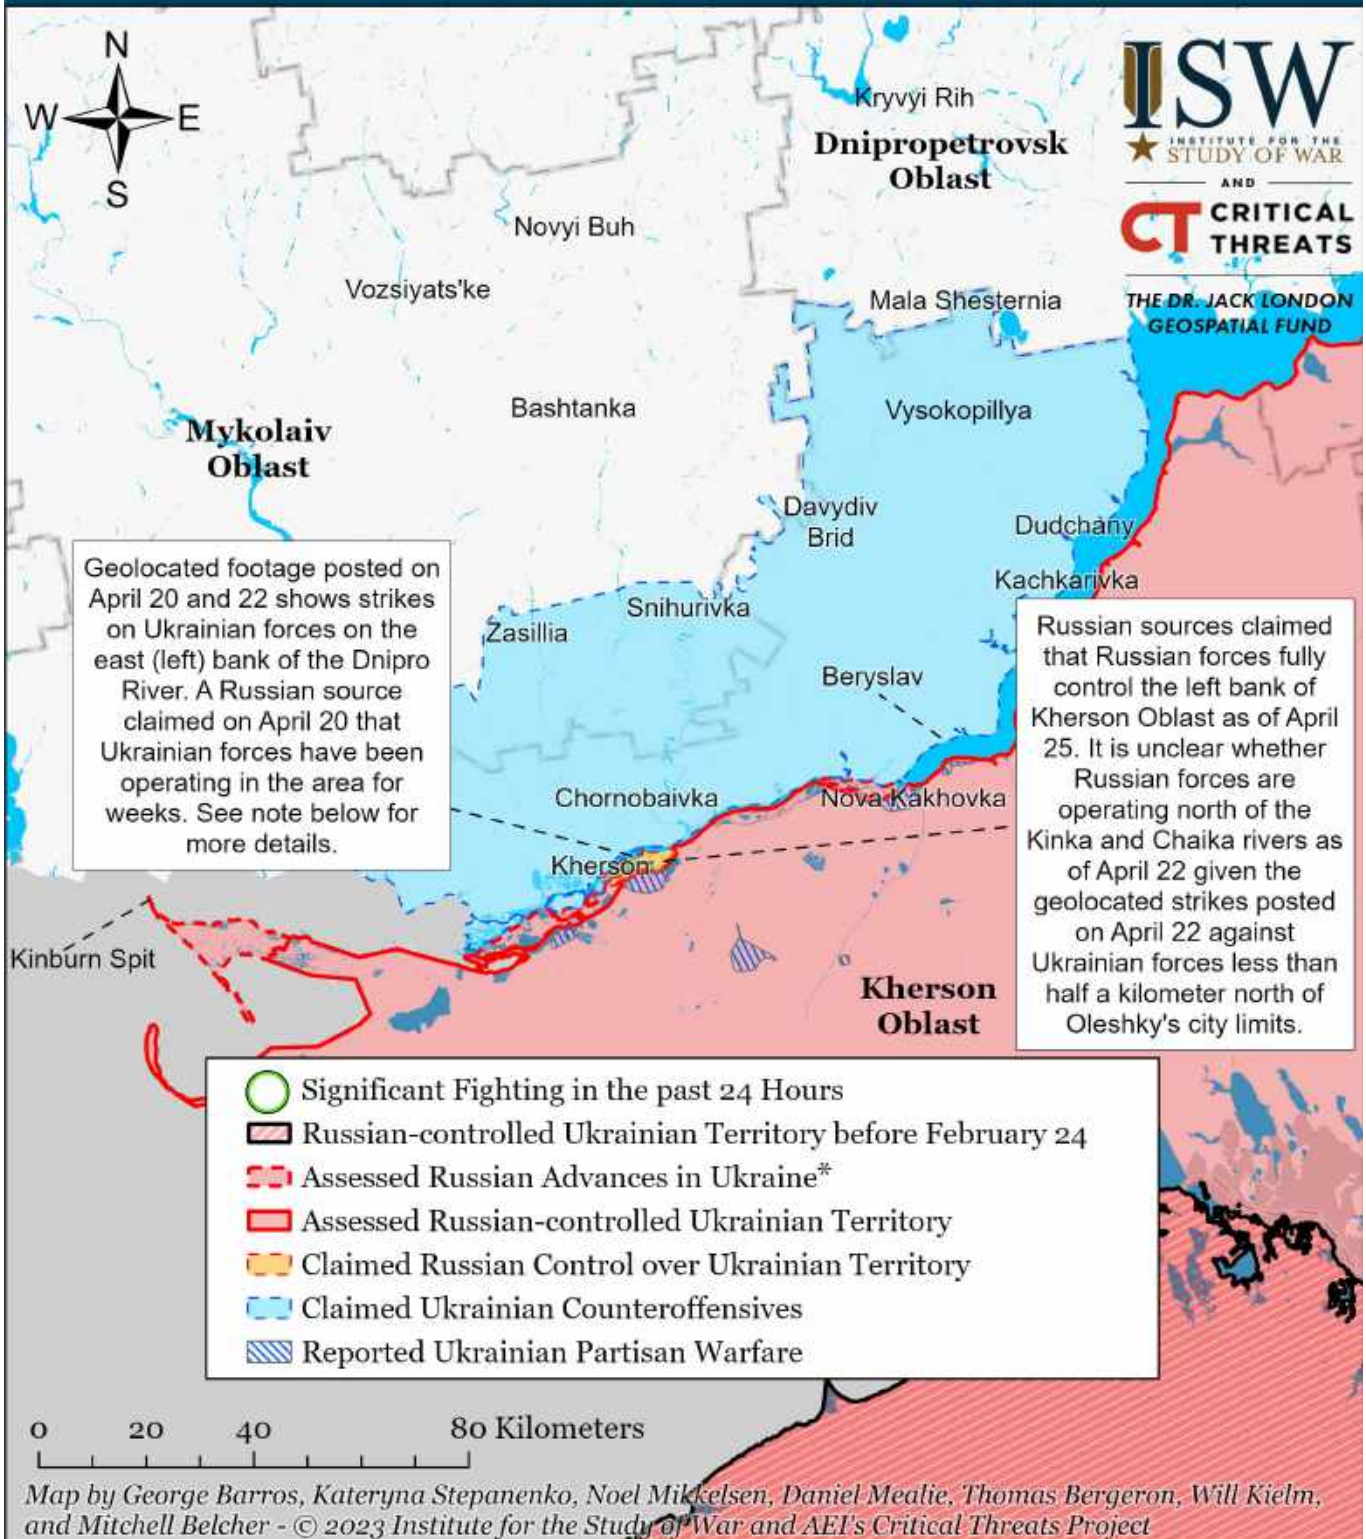 N
W E
S
Kryvyi Rih
Dnipropetrovsk
Oblast
ISW
INSTITUTE FOR THE
STUDY OF WAR
AND
CT CRITICAL
THREATS
THE DR. JACK LONDON
GEOSPATIAL FUND
Novyi Buh
Vozsiyats'ke
Mala Shesternia
Bashtanka
Vysokopillya
Mykolaiv
Oblast
Davydiv
Brid
Dudchany
Kachkarivka
Snihurivka
Zasillia
Beryslav
Geolocated footage posted on
April 20 and 22 shows strikes
on Ukrainian forces on the
east (left) bank of the Dnipro
River. A Russian source
claimed on April 20 that
Ukrainian forces have been
operating in the area for
weeks. See note below for
more details.
Russian sources claimed
that Russian forces fully
control the left bank of
Kherson Oblast as of April
25. It is unclear whether
Russian forces are
operating north of the
Kinka and Chaika rivers as
of April 22 given the
geolocated strikes posted
on April 22 against
Ukrainian forces less than
half a kilometer north of
Oleshky's city limits.
Chornobaivka
Nova Kakhovka
Kherson
Kinburn Spit
Kherson
Oblast
Significant Fighting in the past 24 Hours
Russian-controlled Ukrainian Territory before February 24
Assessed Russian Advances in Ukraine*
Assessed Russian-controlled Ukrainian Territory
Claimed Russian Control over Ukrainian Territory
Claimed Ukrainian Counteroffensives
Reported Ukrainian Partisan Warfare
0 20 40 80 Kilometers
Map by George Barros, Kateryna Stepanenko, Noel Mikkelsen, Daniel Mealie, Thomas Bergeron, Will Kielm,
and Mitchell Belcher - © 2023 Institute for the Study of War and AEI's Critical Threats Project